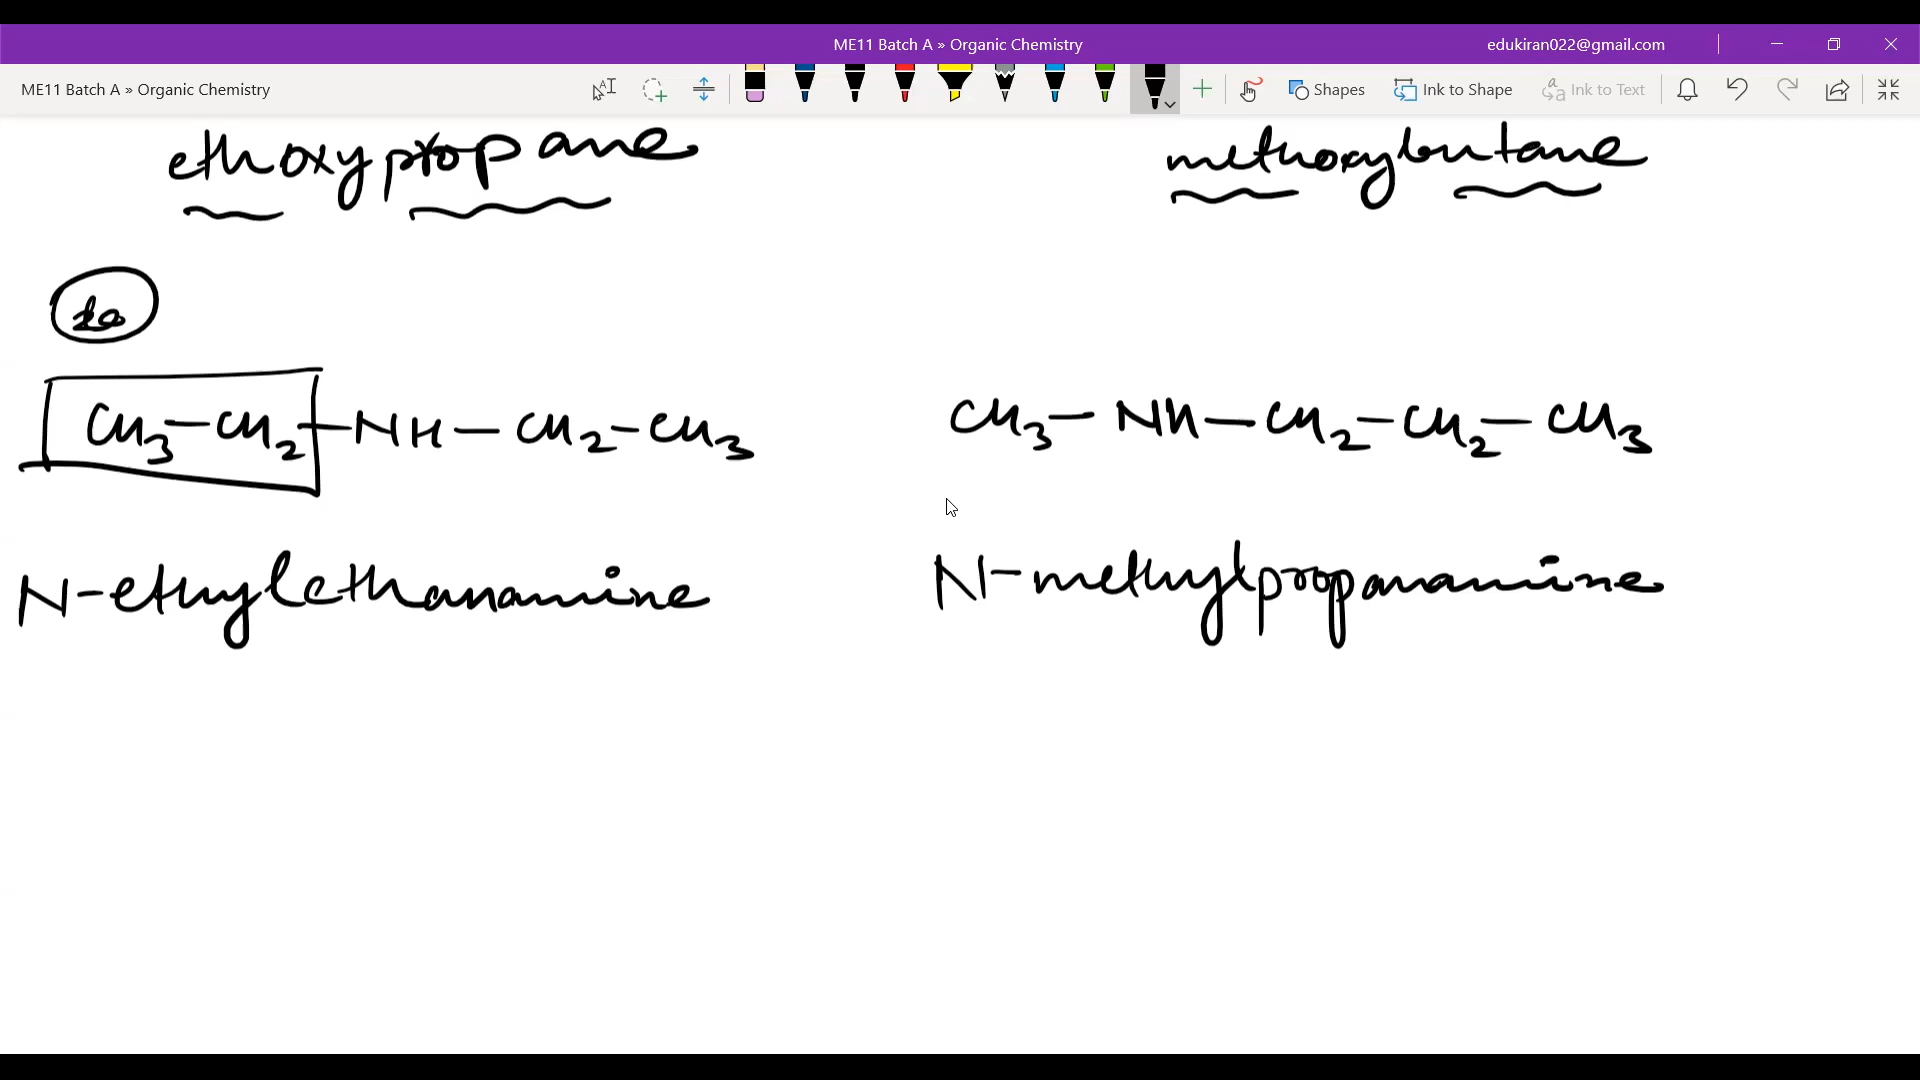 ME11 Batch A » Organic Chemistry
edukiran022@gmail.com
ME11 Batch A » Organic Chemistry
Shapes
Ink to Shape
Ink to Text
ethoxypropane
methoxybutane
CH3-CH2-NH-CH2-CH3
CH3-NH-CH2-CH2-CH3
N-ethylethanamine
N-methylpropanamine